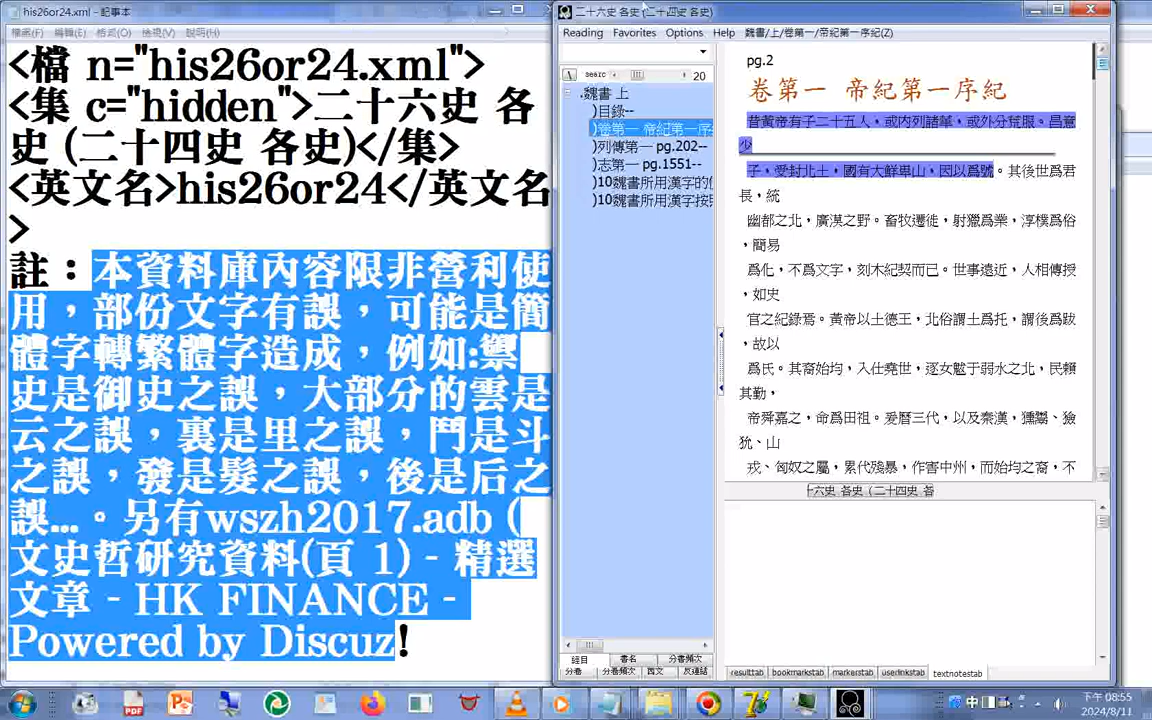 his26or24.xml - 記事本
檔案(F) 編輯(E) 格式(O) 檢視(V) 說明(H)
<檔 n="his26or24.xml">
<集 c="hidden">二十六史 各
史 (二十四史 各史)</集>
<英文名>his26or24</英文名
>
註：本資料庫內容限非營利使
用，部份文字有誤，可能是簡
體字轉繁體字造成，例如:禦
史是御史之誤，大部分的雲是
云之誤，裏是里之誤，鬥是斗
之誤，發是髮之誤，後是后之
誤...。另有wszh2017.adb (
文史哲研究資料(頁 1) - 精選
文章 - HK FINANCE -
Powered by Discuz!
二十六史 各史 (二十四史 各史)
Reading Favorites Options Help 魏書/上/卷第一/帝紀第一序紀(Z)
searc 20
.魏書 上
)目錄--
)卷第一 帝紀第一序
)列傳第一 pg.202--
)志第一 pg.1551--
)10魏書所用漢字的
)10魏書所用漢字按
經目 書名 分書頻次
分卷 分卷頻次 西文 反連結
pg.2
卷第一 帝紀第一序紀
昔黃帝有子二十五人，或內列諸華，或外分荒服。昌意
少
子，愛封北土，國有大鮮卑山，因以爲號。其後世爲君
長，統
幽都之北，廣漠之野。畜牧遷徙，射獵爲業，淳樸爲俗
，簡易
爲化，不爲文字，刻木紀契而已。世事遠近，人相傳授
，如史
官之紀錄焉。黃帝以土德王，北俗謂土爲托，謂後爲跋
，故以
爲氏。其裔始均，入仕堯世，逐女魃于弱水之北，民賴
其勤，
帝舜嘉之，命爲田祖。爰曆三代，以及秦漢，獯鬻、獫
狁、山
戎、匈奴之屬，累代殘暴，作害中州，而始均之裔，不
十六史 各史 (二十四史 各
resulttab bookmarkstab markerstab userlinkstab textnotestab
中
下午 08:55
2024/8/11